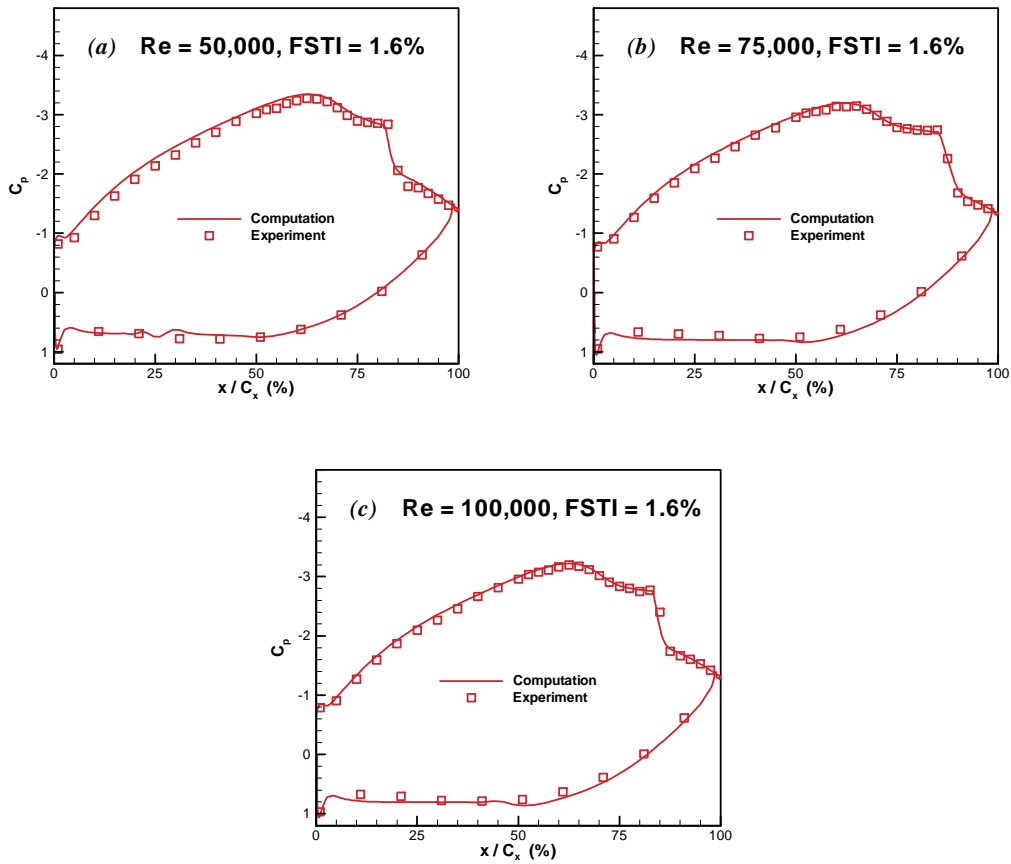 (a) Re = 50,000, FSTI = 1.6%
-4
-3
-2
-1
0
1
Cp
Computation
Experiment
0 25 50 75 100
x / Cx (%)
(b) Re = 75,000, FSTI = 1.6%
-4
-3
-2
-1
0
1
Cp
Computation
Experiment
0 25 50 75 100
x / Cx (%)
(c) Re = 100,000, FSTI = 1.6%
-4
-3
-2
-1
0
1
Cp
Computation
Experiment
0 25 50 75 100
x / Cx (%)